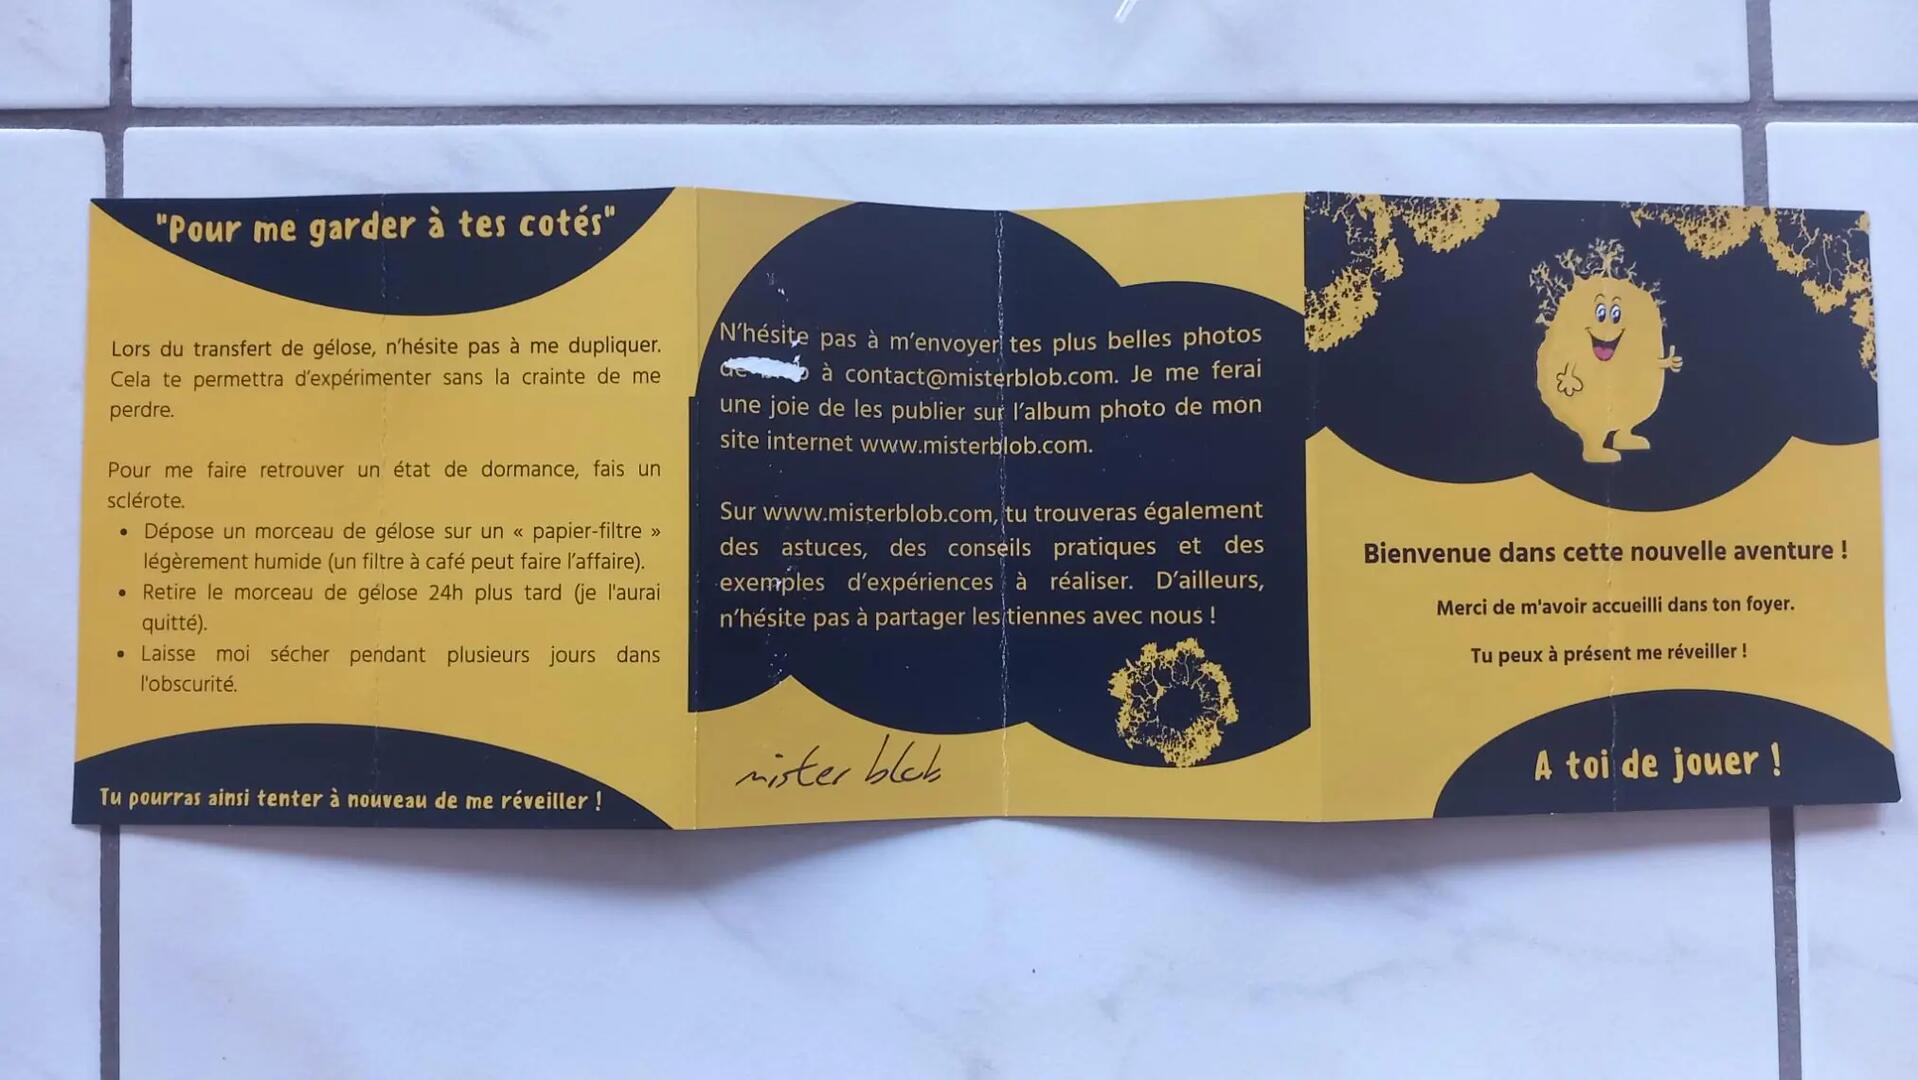 "Pour me garder à tes cotés"
Lors du transfert de gélose, n'hésite pas à me dupliquer.
Cela te permettra d'expérimenter sans la crainte de me
perdre.
Pour me faire retrouver un état de dormance, fais un
sclérote.
• Dépose un morceau de gélose sur un « papier-filtre »
légèrement humide (un filtre à café peut faire l'affaire).
• Retire le morceau de gélose 24h plus tard (je l'aurai
quitté).
• Laisse moi sécher pendant plusieurs jours dans
l'obscurité.
Tu pourras ainsi tenter à nouveau de me réveiller !
N'hésite pas à m'envoyer tes plus belles photos
à contact@misterblob.com. Je me ferai
une joie de les publier sur l'album photo de mon
site internet www.misterblob.com.
Sur www.misterblob.com, tu trouveras également
des astuces, des conseils pratiques et des
exemples d'expériences à réaliser. D'ailleurs,
n'hésite pas à partager les tiennes avec nous !
mister blob
Bienvenue dans cette nouvelle aventure !
Merci de m'avoir accueilli dans ton foyer.
Tu peux à présent me réveiller !
A toi de jouer !